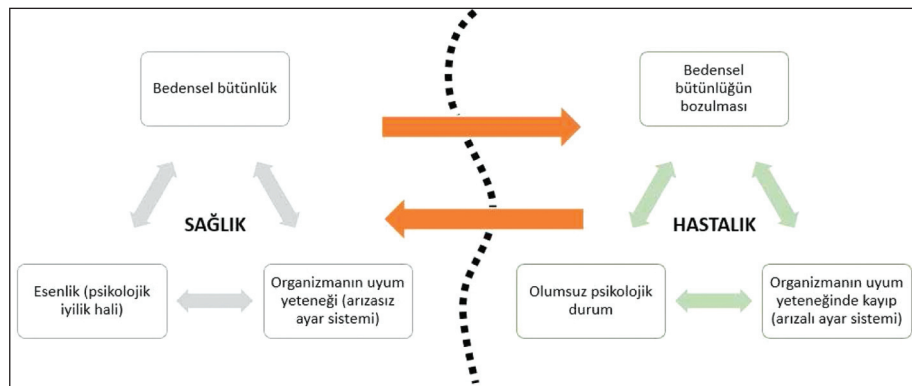 Bedensel bütünlük
SAĞLIK
Esenlik (psikolojik
iyilik hali)
Organizmanın uyum
yeteneği (arızasız
ayar sistemi)
Bedensel
bütünlüğün
bozulması
HASTALIK
Olumsuz psikolojik
durum
Organizmanın uyum
yeteneğinde kayıp
(arızalı ayar sistemi)